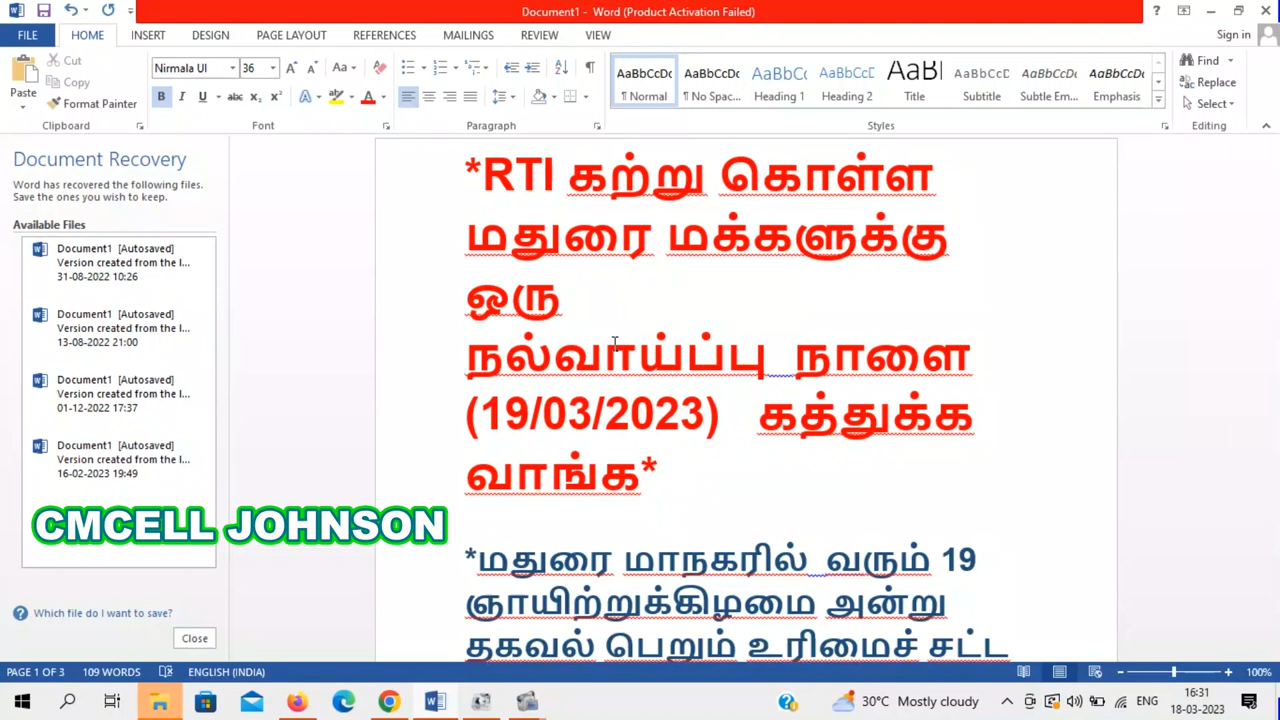 Document1 - Word (Product Activation Failed)
Sign in
FILE HOME INSERT DESIGN PAGE LAYOUT REFERENCES MAILINGS REVIEW VIEW
Paste
Cut
Copy
Format Painter
Clipboard
Nirmala UI 36
Font
Paragraph
AaBbCcDc AaBbCcDc AaBbCc AaBbCcC AaBl AaBbCcD AaBbCcDc AaBbCcDc
¶ Normal ¶ No Spac... Heading 1 Heading 2 Title Subtitle Subtle Em... Emphasis
Styles
Find
Replace
Select
Editing
Document Recovery
Word has recovered the following files.
Save the ones you wish to keep.
Available Files
Document1 [Autosaved]
Version created from the l...
31-08-2022 10:26
Document1 [Autosaved]
Version created from the l...
13-08-2022 21:00
Document1 [Autosaved]
Version created from the l...
01-12-2022 17:37
Document1 [Autosaved]
Version created from the l...
16-02-2023 19:49
Which file do I want to save?
Close
*RTI கற்று கொள்ள
மதுரை மக்களுக்கு
ஒரு
நல்வாய்ப்பு நாளை
(19/03/2023) கத்துக்க
வாங்க*
*மதுரை மாநகரில் வரும் 19
ஞாயிற்றுக்கிழமை அன்று
தகவல் பெறும் உரிமைச் சட்ட
CMCELL JOHNSON
PAGE 1 OF 3 109 WORDS ENGLISH (INDIA) 100%
30°C Mostly cloudy ENG 16:31
18-03-2023